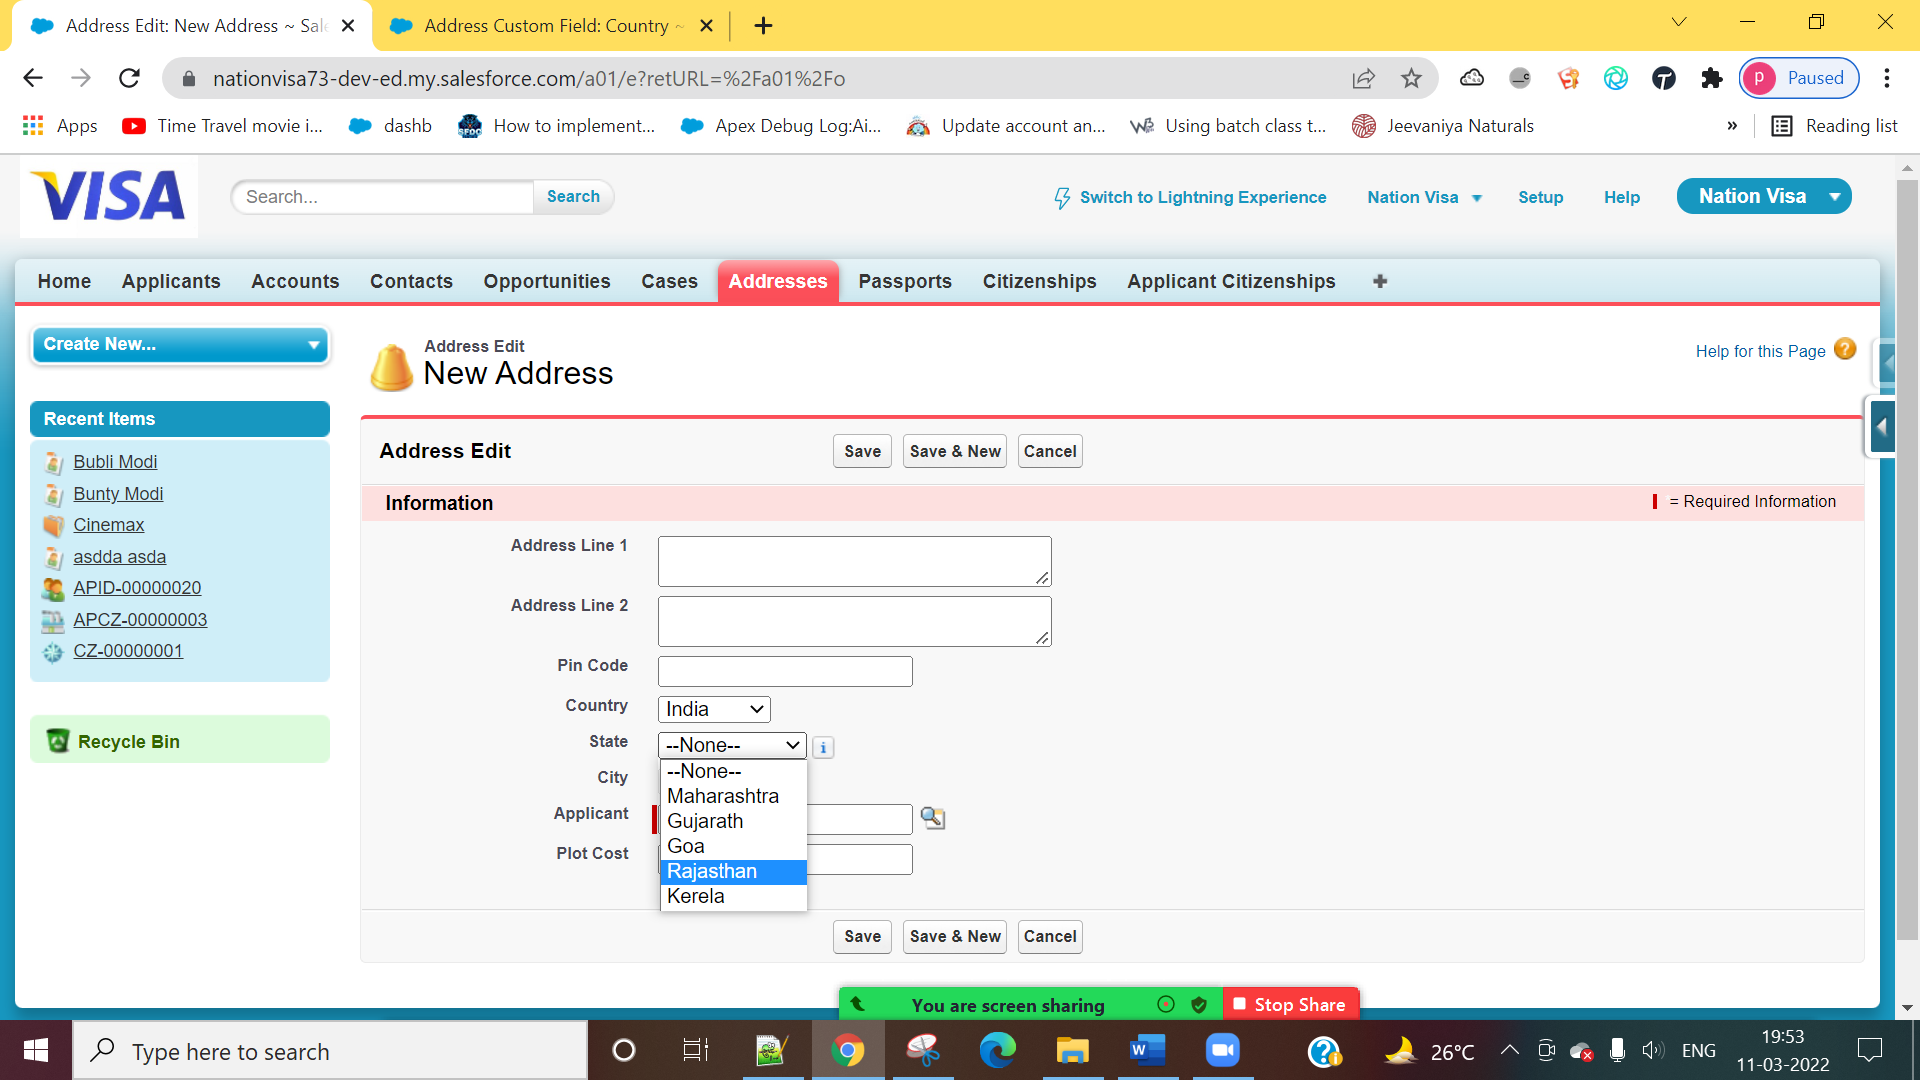 Address Edit: New Address ~ Sale
Address Custom Field: Country ~
nationvisa73-dev-ed.my.salesforce.com/a01/e?retURL=%2Fa01%2Fo
Paused
Apps
Time Travel movie i...
dashb
How to implement...
Apex Debug Log:Ai...
Update account an...
Using batch class t...
Jeevaniya Naturals
»
Reading list
VISA
Search...
Search
Switch to Lightning Experience
Nation Visa
Setup
Help
Nation Visa
Home
Applicants
Accounts
Contacts
Opportunities
Cases
Addresses
Passports
Citizenships
Applicant Citizenships
Create New...
Address Edit
New Address
Help for this Page
Recent Items
Bubli Modi
Bunty Modi
Cinemax
asdda asda
APID-00000020
APCZ-00000003
CZ-00000001
Recycle Bin
Address Edit
Save
Save & New
Cancel
Information
= Required Information
Address Line 1
Address Line 2
Pin Code
Country
India
State
--None--
--None--
Maharashtra
Gujarath
Goa
Rajasthan
Kerela
City
Applicant
Plot Cost
Save
Save & New
Cancel
You are screen sharing
Stop Share
Type here to search
26°C
ENG
19:53
11-03-2022